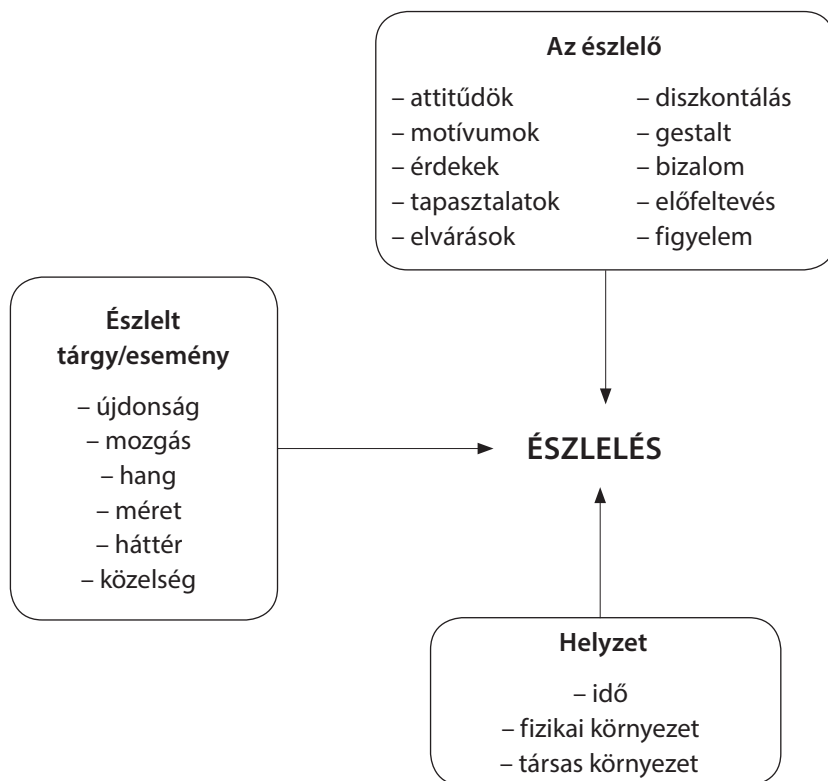 Az észlelő
– attitűdök
– motívumok
– érdekek
– tapasztalatok
– elvárások
– diszkontálás
– gestalt
– bizalom
– előfeltevés
– figyelem
Észlelt
tárgy/esemény
– újdonság
– mozgás
– hang
– méret
– háttér
– közelség
ÉSZLELÉS
Helyzet
– idő
– fizikai környezet
– társas környezet